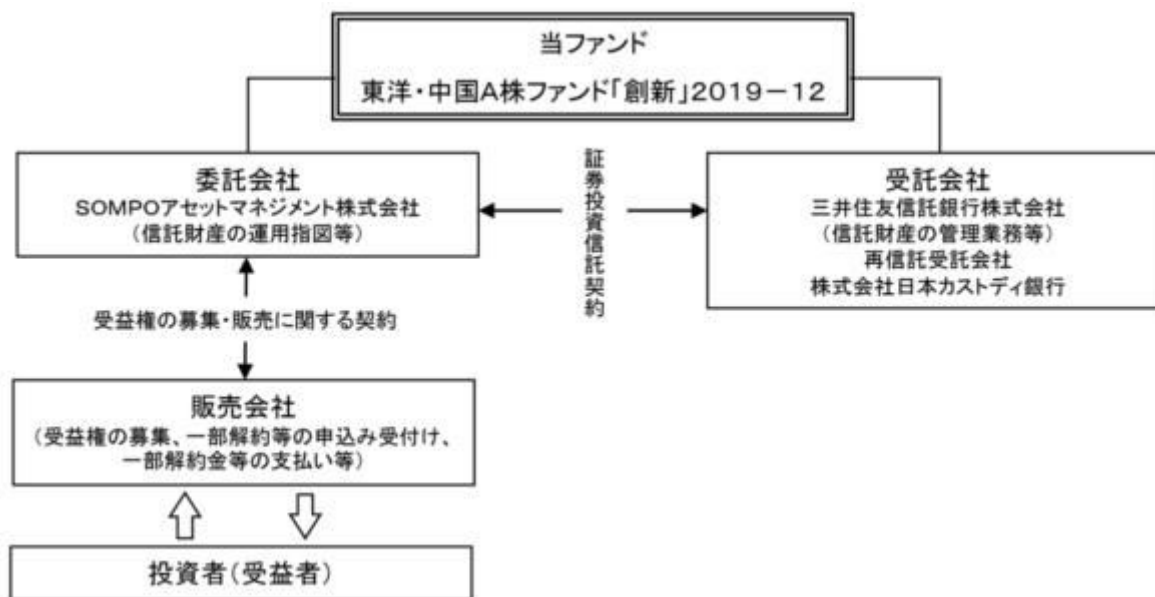 当ファンド
東洋・中国A株ファンド「創新」2019－12
委託会社
SOMPOアセットマネジメント株式会社
（信託財産の運用指図等）
証券投資信託契約
受託会社
三井住友信託銀行株式会社
（信託財産の管理業務等）
再信託受託会社
株式会社日本カストディ銀行
受益権の募集・販売に関する契約
販売会社
（受益権の募集、一部解約等の申込み受付け、
一部解約金等の支払い等）
投資者（受益者）